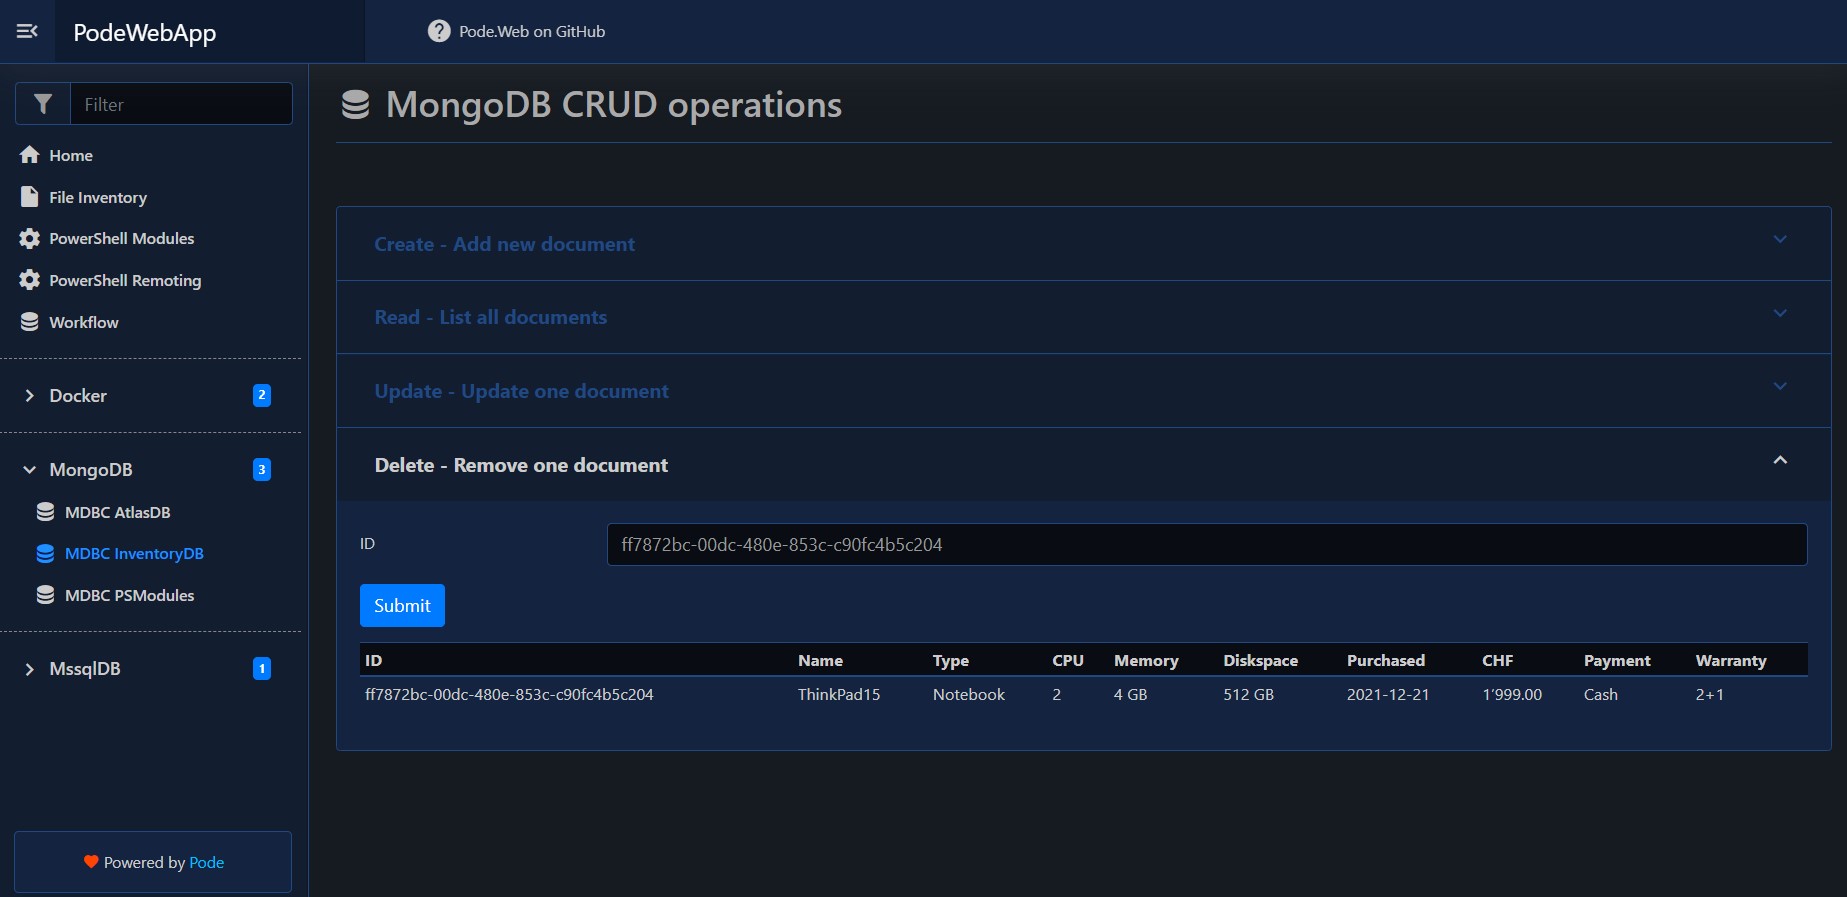 PodeWebApp
Pode.Web on GitHub
Filter
Home
File Inventory
PowerShell Modules
PowerShell Remoting
Workflow
Docker 2
MongoDB 3
MDBC AtlasDB
MDBC InventoryDB
MDBC PSModules
MssqlDB 1
Powered by Pode
MongoDB CRUD operations
Create - Add new document
Read - List all documents
Update - Update one document
Delete - Remove one document
ID ff7872bc-00dc-480e-853c-c90fc4b5c204
Submit
ID Name Type CPU Memory Diskspace Purchased CHF Payment Warranty
ff7872bc-00dc-480e-853c-c90fc4b5c204 ThinkPad15 Notebook 2 4 GB 512 GB 2021-12-21 1’999.00 Cash 2+1